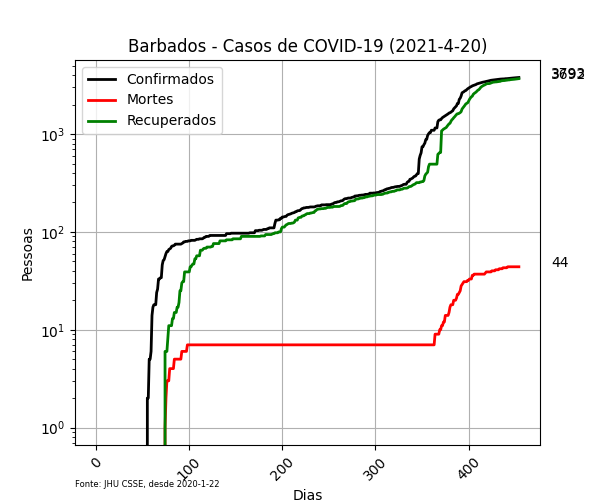 Barbados - Casos de COVID-19 (2021-4-20)
Confirmados
Mortes
Recuperados
44
Pessoas
10³
10²
10¹
10⁰
0
100
200
300
400
Dias
Fonte: JHU CSSE, desde 2020-1-22